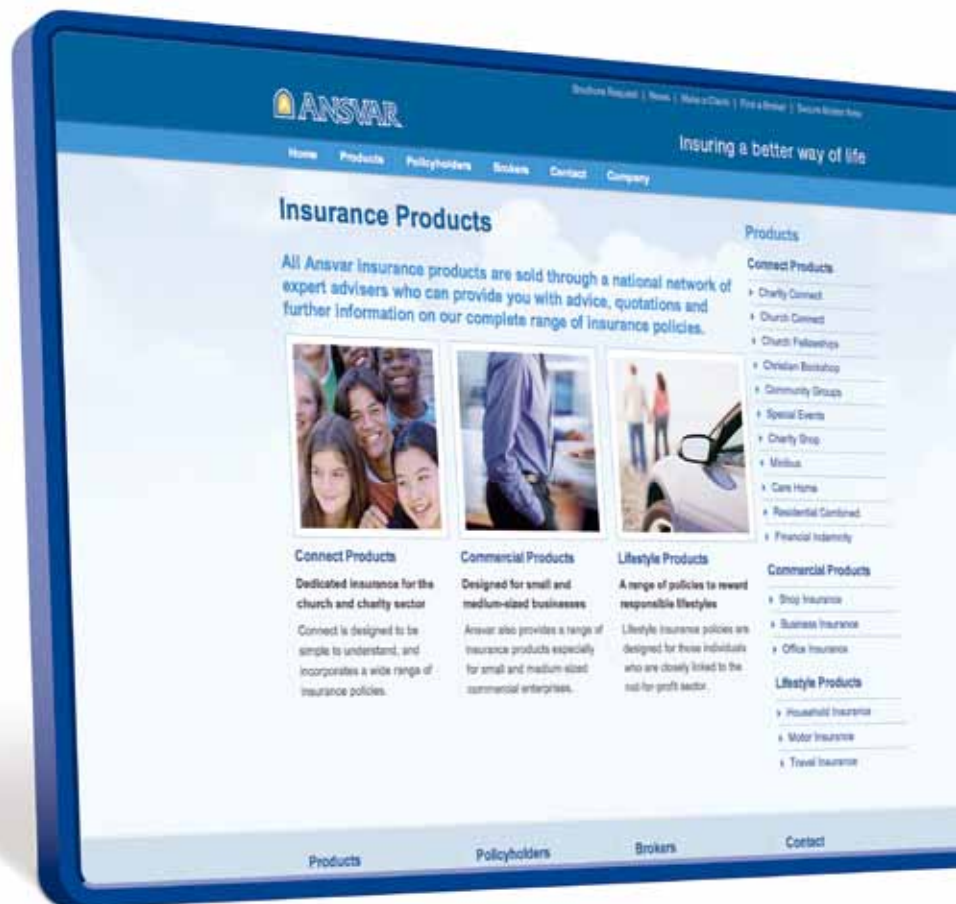 ANSVAR
Brochure Request | News | Make a Claim | Find a Broker | Secure Broker Area
Insuring a better way of life
Home Products Policyholders Brokers Contact Company
Insurance Products
All Ansvar insurance products are sold through a national network of
expert advisers who can provide you with advice, quotations and
further information on our complete range of insurance policies.
Connect Products
Dedicated insurance for the
church and charity sector
Connect is designed to be
simple to understand, and
incorporates a wide range of
insurance policies.
Commercial Products
Designed for small and
medium-sized businesses
Ansvar also provides a range of
insurance products especially
for small and medium sized
commercial enterprises.
Lifestyle Products
A range of policies to reward
responsible lifestyles
Lifestyle insurance policies are
designed for those individuals
who are closely linked to the
not-for-profit sector.
Products
Connect Products
Charity Connect
Church Connect
Church Fellowships
Christian Bookshop
Community Groups
Special Events
Charity Shop
Minibus
Care Home
Residential Combined
Financial Indemnity
Commercial Products
Shop Insurance
Business Insurance
Office Insurance
Lifestyle Products
Household Insurance
Motor Insurance
Travel Insurance
Products Policyholders Brokers Contact